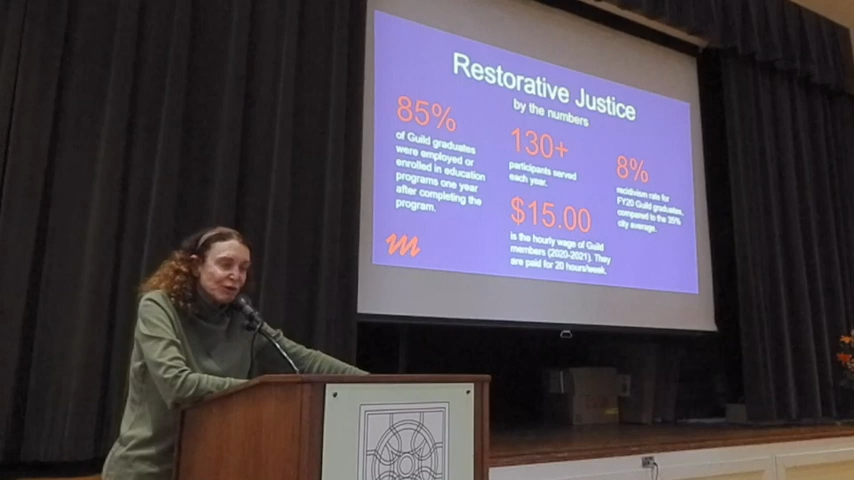 Restorative Justice
by the numbers
85%
of Guild graduates
were employed or
enrolled in education
programs one year
after completing the
program.
130+
participants served
each year.
$15.00
is the hourly wage of Guild
members (2020-2021). They
are paid for 20 hours/week.
8%
recidivism rate for
FY20 Guild graduates,
compared to the 35%
city average.
m